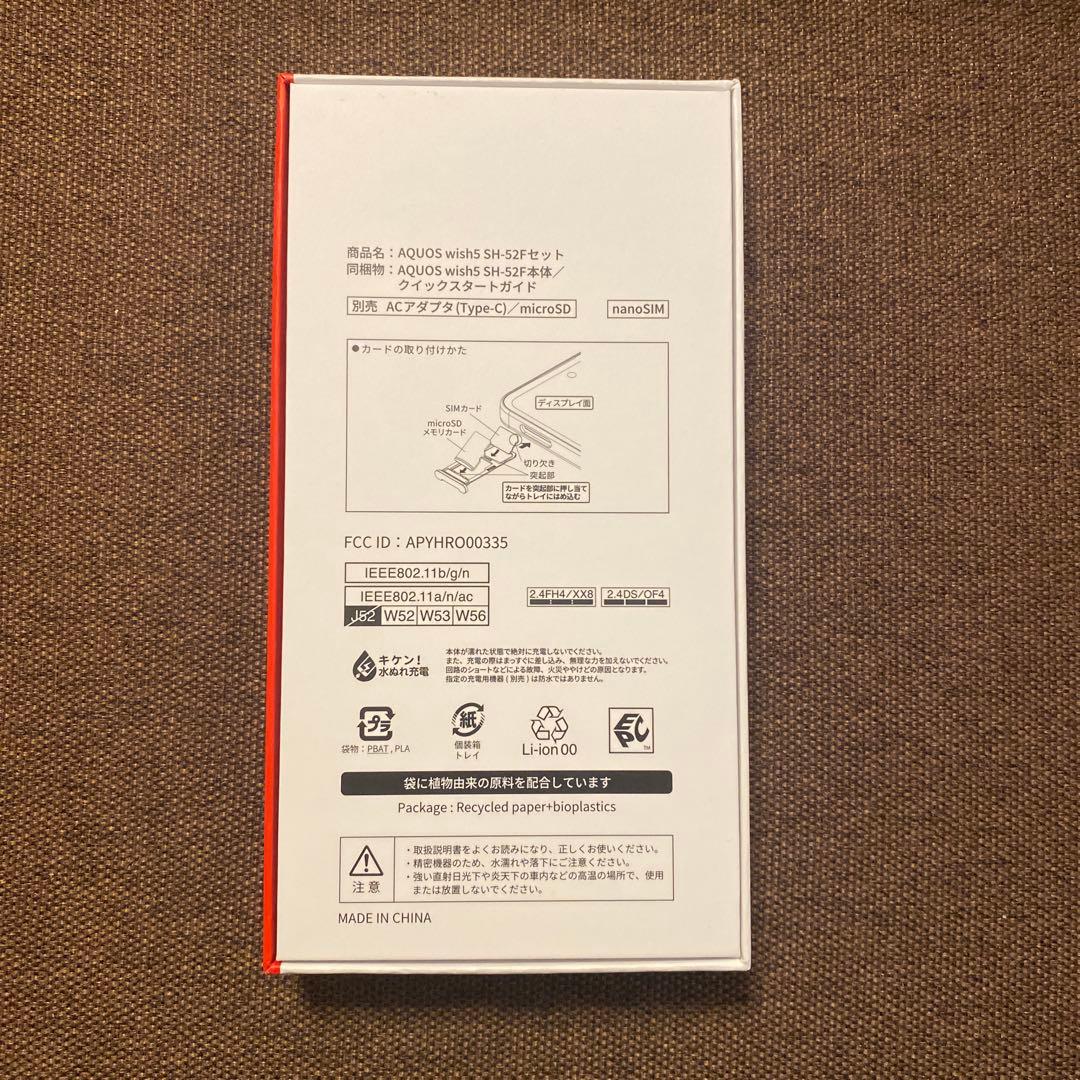 商品名：AQUOS wish5 SH-52Fセット
同梱物：AQUOS wish5 SH-52F本体／
クイックスタートガイド
別売 ACアダプタ(Type-C)／microSD
nanoSIM
●カードの取り付けかた
ディスプレイ面
SIMカード
microSD
メモリカード
切り欠き
突起部
カードを突起部に押し当て
ながらトレイにはめ込む
FCC ID：APYHRO00335
IEEE802.11b/g/n
IEEE802.11a/n/ac
J52 W52 W53 W56
2.4FH4/XX8
2.4DS/OF4
キケン！
水ぬれ充電
本体が濡れた状態で絶対に充電しないでください。
また、充電の際はまっすぐに差し込み、無理な力を加えないでください。
回路のショートなどによる故障、火災ややけどの原因となります。
指定の充電用機器(別売)は防水ではありません。
プラ
袋物：PBAT , PLA
紙
個装箱
トレイ
Li-ion 00
EPC
TM
袋に植物由来の原料を配合しています
Package : Recycled paper+bioplastics
注意
・取扱説明書をよくお読みになり、正しくお使いください。
・精密機器のため、水濡れや落下にご注意ください。
・強い直射日光下や炎天下の車内などの高温の場所で、使用
または放置しないでください。
MADE IN CHINA